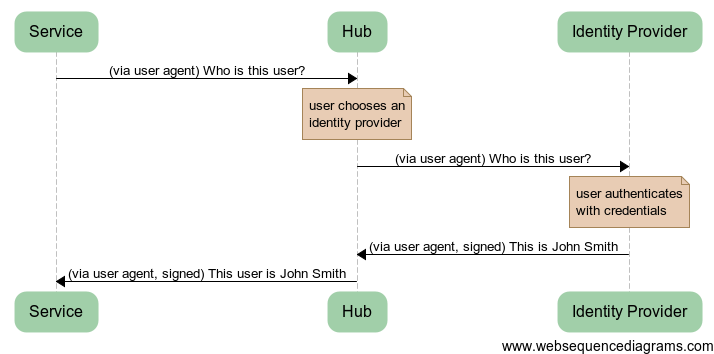 Service
Hub
Identity Provider
(via user agent) Who is this user?
user chooses an
identity provider
(via user agent) Who is this user?
user authenticates
with credentials
(via user agent, signed) This is John Smith
(via user agent, signed) This user is John Smith
Service
Hub
Identity Provider
www.websequencediagrams.com